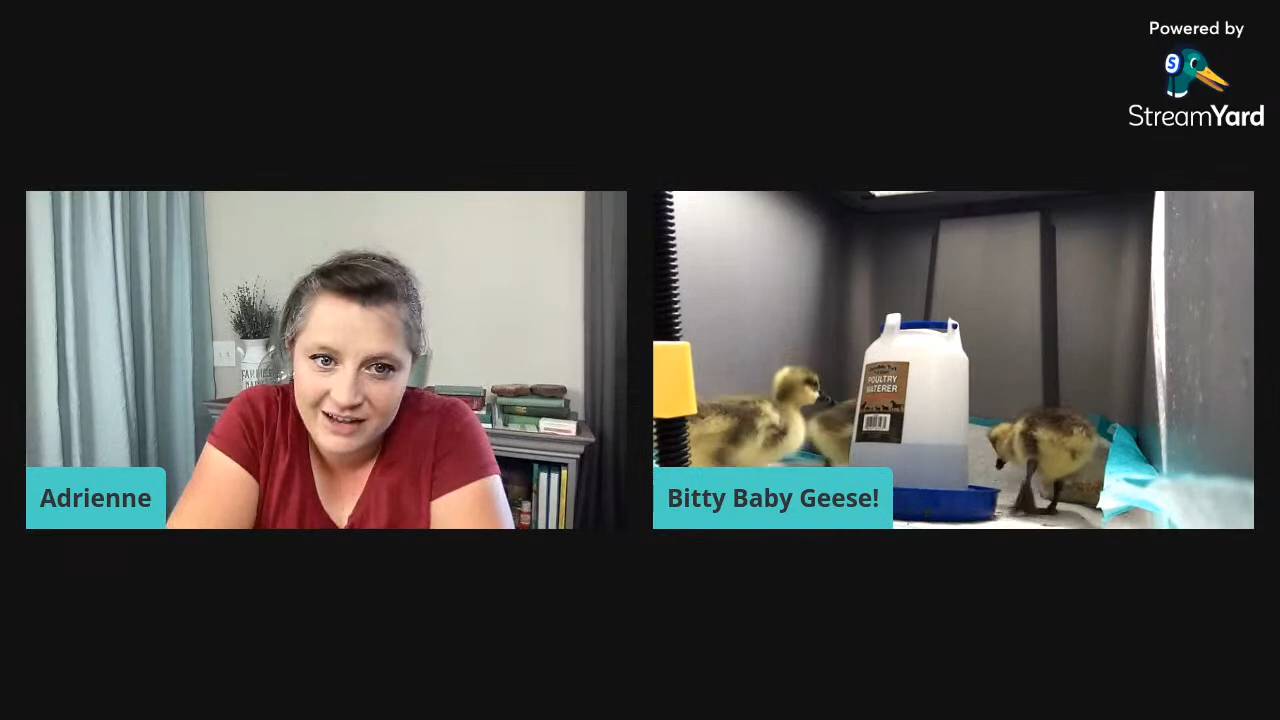 Powered by
S
StreamYard
Adrienne
Bitty Baby Geese!
POULTRY
WATERER